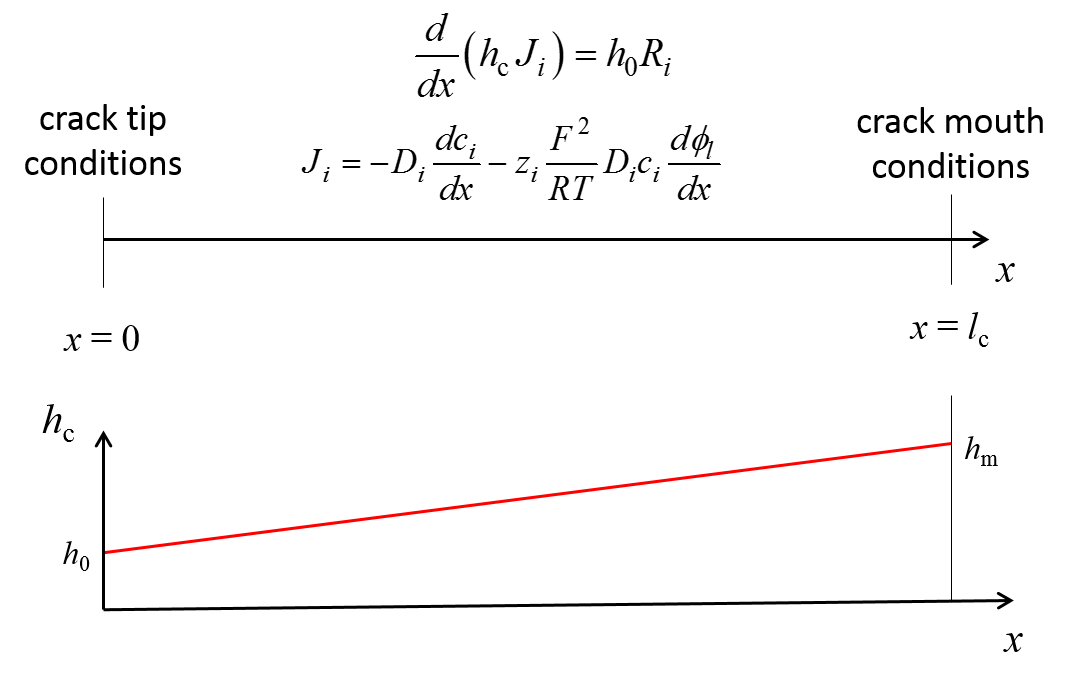 d/dx (h_c J_i) = h_0 R_i
crack tip
conditions
J_i = −D_i dc_i/dx − z_i F²/RT D_i c_i dϕ_l/dx
crack mouth
conditions
x
x = 0
x = l_c
h_c
h_m
h_0
x